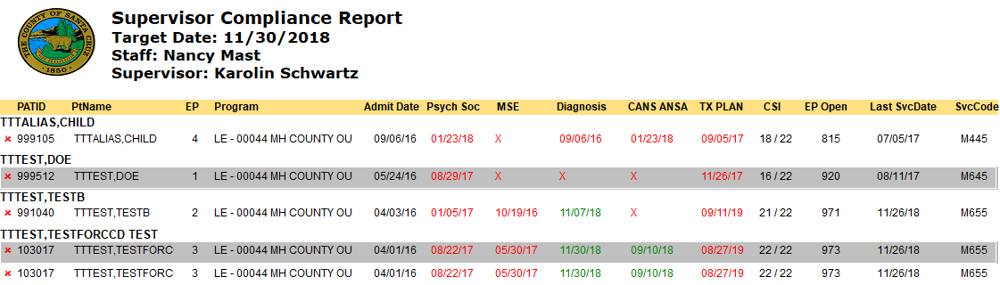 THE COUNTY OF SANTA CRUZ
1850
Supervisor Compliance Report
Target Date: 11/30/2018
Staff: Nancy Mast
Supervisor: Karolin Schwartz
PATID PtName EP Program Admit Date Psych Soc MSE Diagnosis CANS ANSA TX PLAN CSI EP Open Last SvcDate SvcCode
TTTALIAS,CHILD
x 999105 TTTALIAS,CHILD 4 LE - 00044 MH COUNTY OU 09/06/16 01/23/18 X 09/06/16 01/23/18 09/05/17 18 / 22 815 07/05/17 M445
TTTEST,DOE
x 999512 TTTEST,DOE 1 LE - 00044 MH COUNTY OU 05/24/16 08/29/17 X X X 11/26/17 16 / 22 920 08/11/17 M645
TTTEST,TESTB
x 991040 TTTEST,TESTB 2 LE - 00044 MH COUNTY OU 04/03/16 01/05/17 10/19/16 11/07/18 X 09/11/19 21 / 22 971 11/26/18 M655
TTTEST,TESTFORCCD TEST
x 103017 TTTEST,TESTFORC 3 LE - 00044 MH COUNTY OU 04/01/16 08/22/17 05/30/17 11/30/18 09/10/18 08/27/19 22 / 22 973 11/26/18 M655
x 103017 TTTEST,TESTFORC 3 LE - 00044 MH COUNTY OU 04/01/16 08/22/17 05/30/17 11/30/18 09/10/18 08/27/19 22 / 22 973 11/26/18 M655